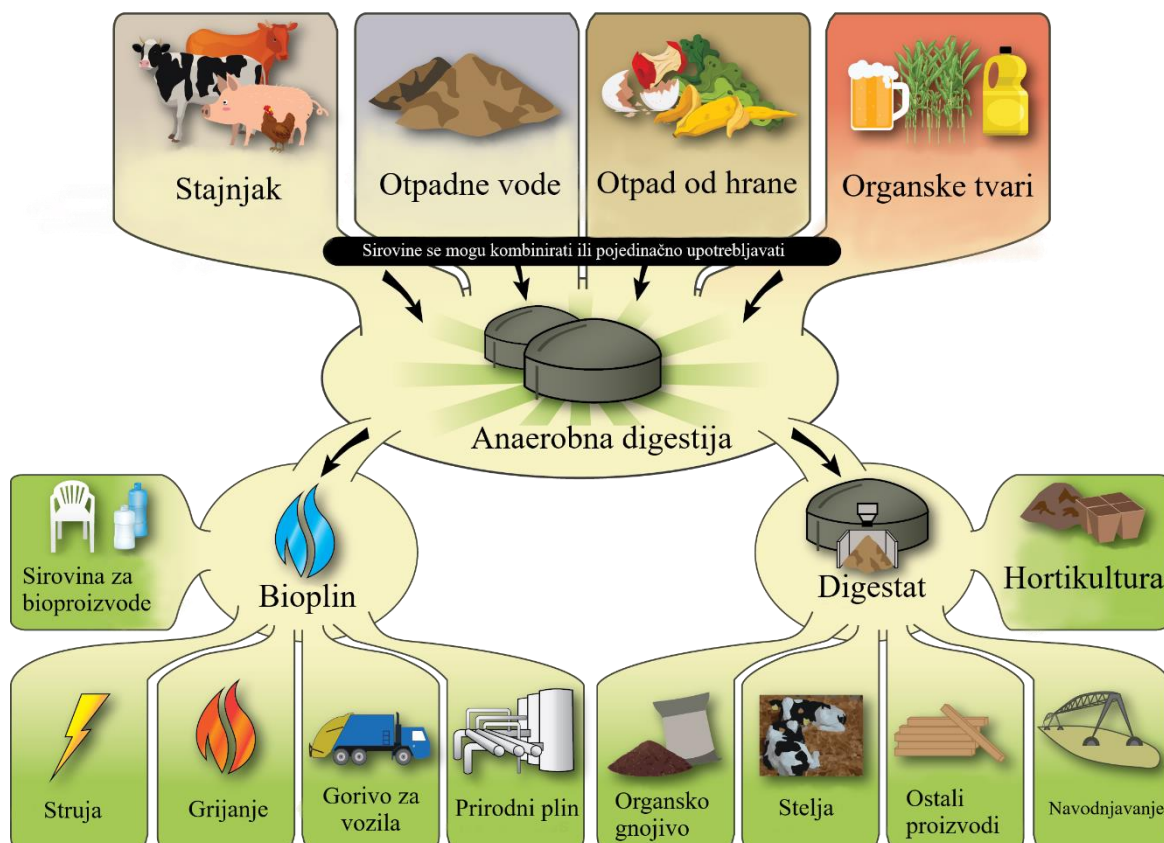 Stajnjak
Otpadne vode
Otpad od hrane
Organske tvari
Sirovine se mogu kombinirati ili pojedinačno upotrebljavati
Anaerobna digestija
Sirovina za
bioproizvode
Bioplin
Digestat
Hortikultura
Struja
Grijanje
Gorivo za
vozila
Prirodni plin
Organsko
gnojivo
Stelja
Ostali
proizvodi
Navodnjavanje